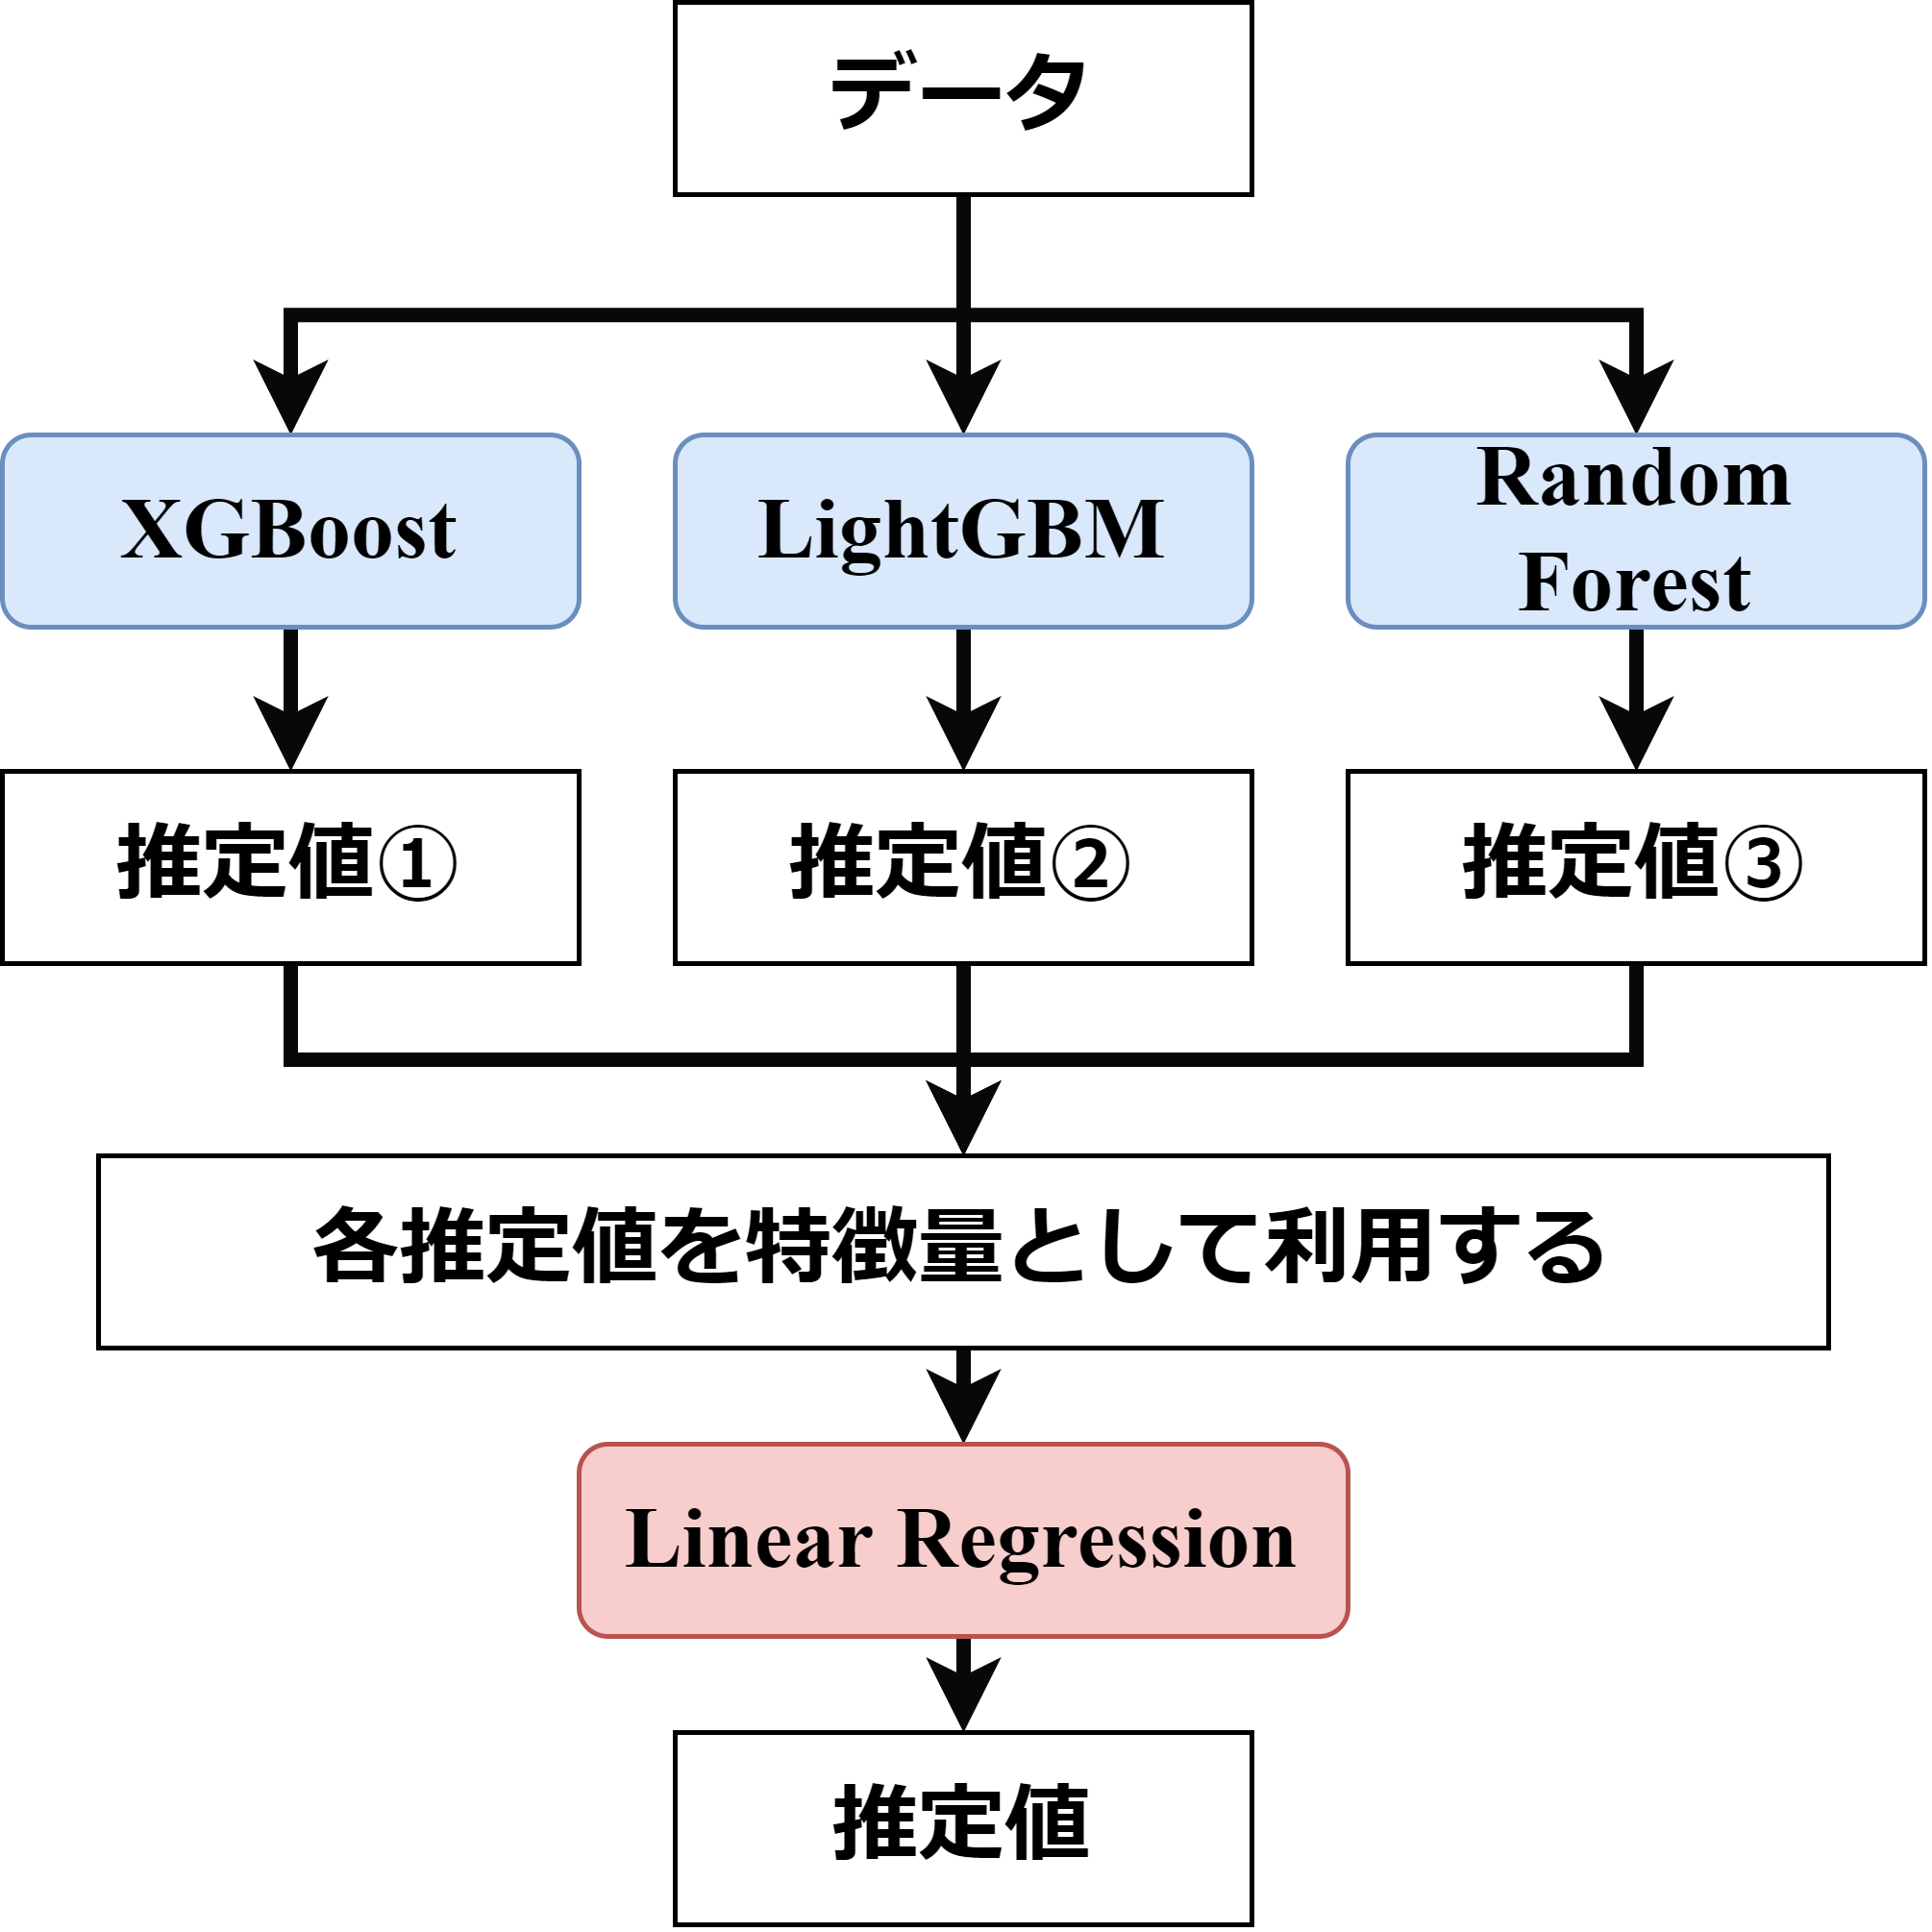 データ
XGBoost
LightGBM
Random
Forest
推定値①
推定値②
推定値③
各推定値を特徴量として利用する
Linear Regression
推定値